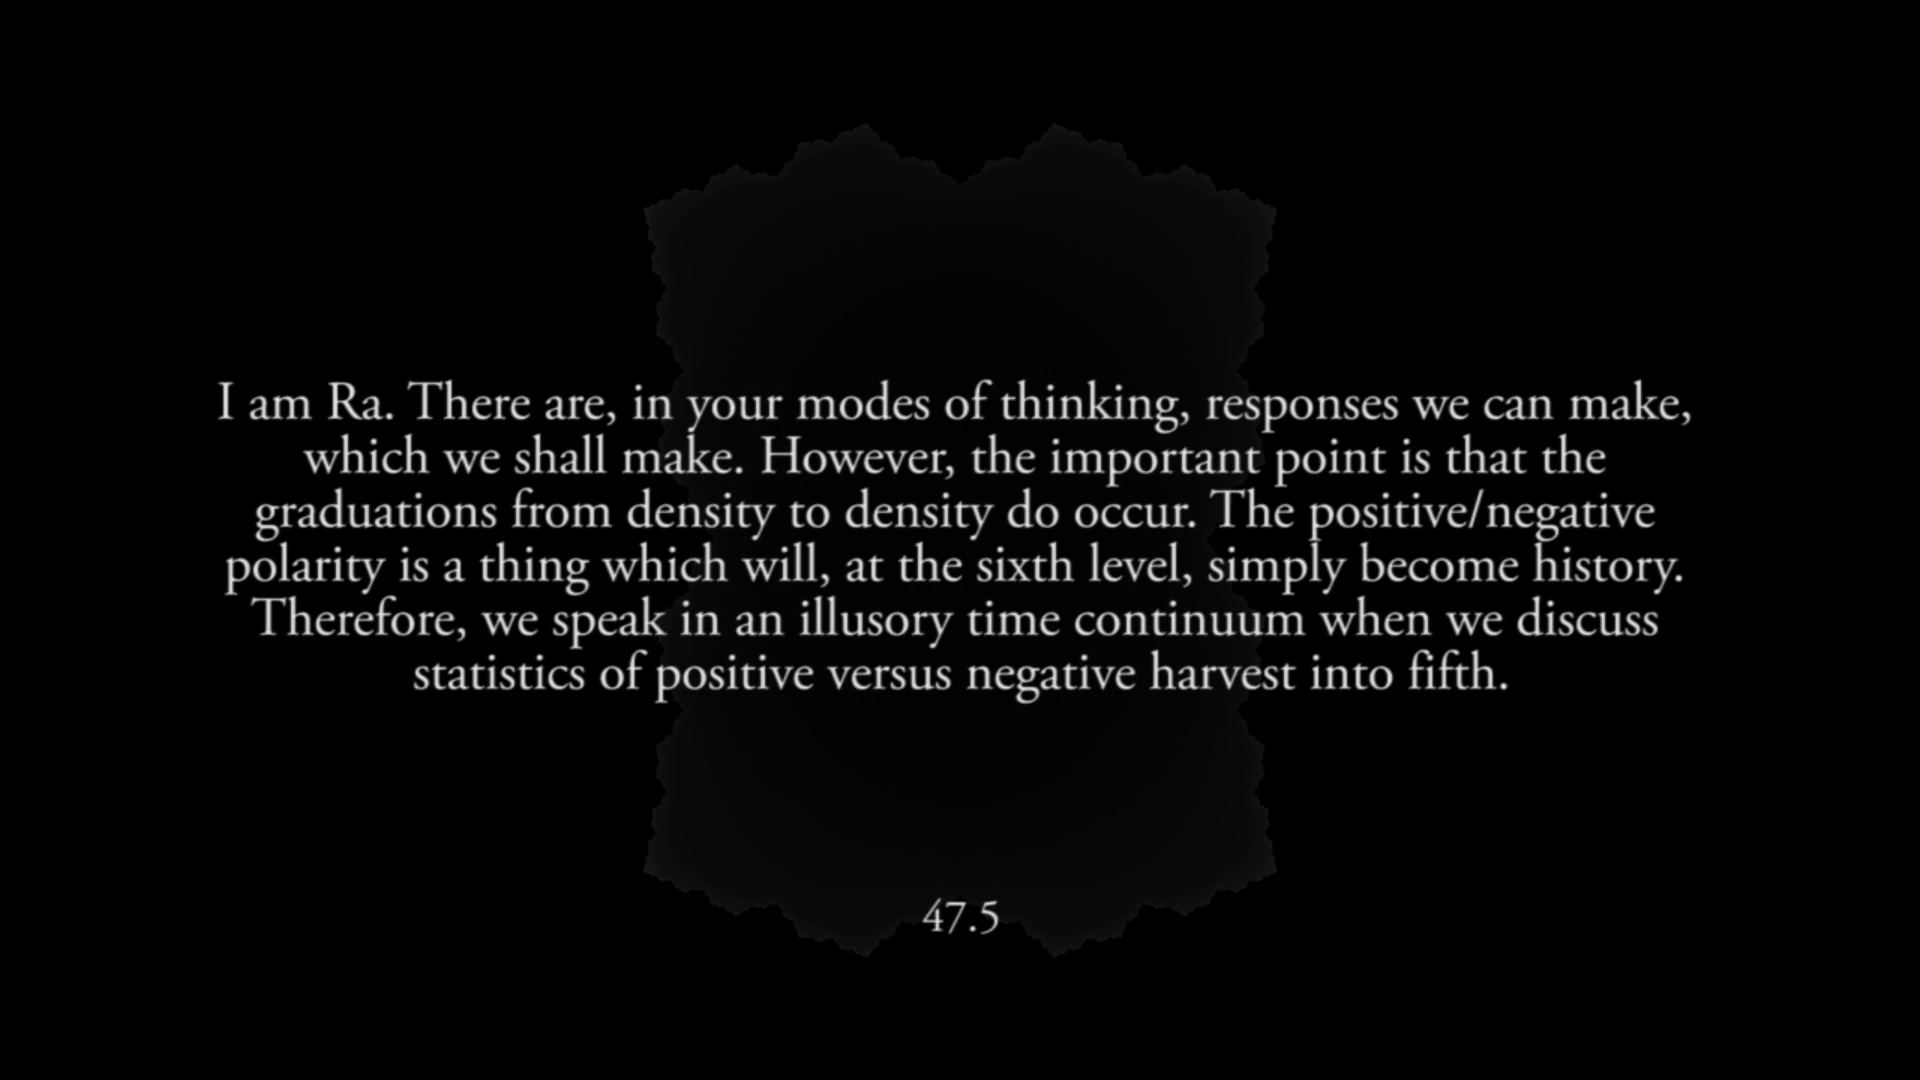 I am Ra. There are, in your modes of thinking, responses we can make,
which we shall make. However, the important point is that the
graduations from density to density do occur. The positive/negative
polarity is a thing which will, at the sixth level, simply become history.
Therefore, we speak in an illusory time continuum when we discuss
statistics of positive versus negative harvest into fifth.
47.5